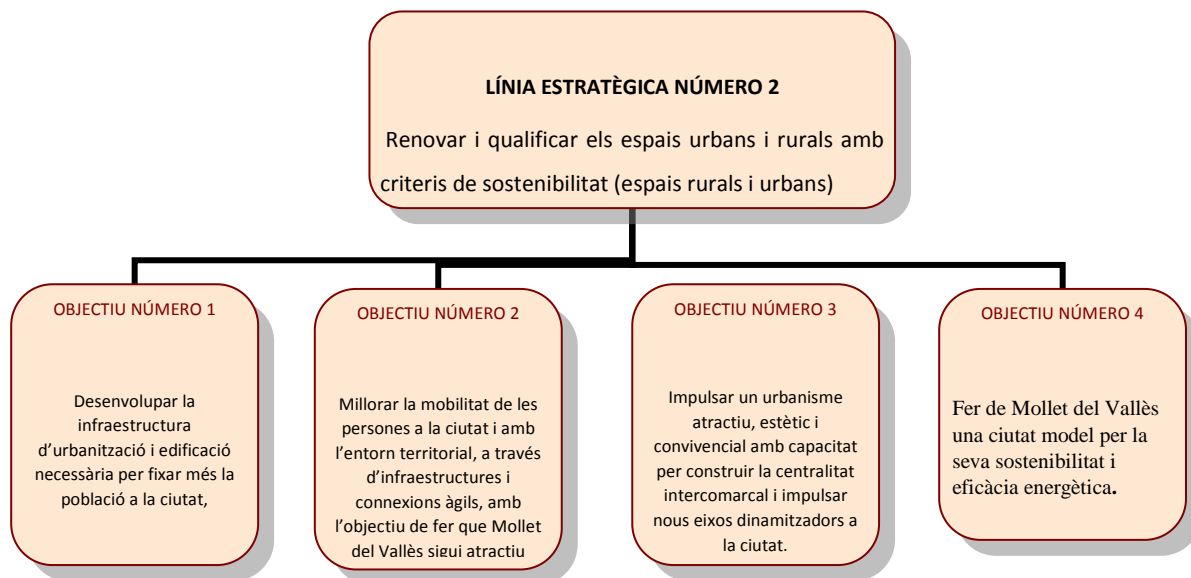 LÍNIA ESTRATÈGICA NÚMERO 2
Renovar i qualificar els espais urbans i rurals amb
criteris de sostenibilitat (espais rurals i urbans)
OBJECTIU NÚMERO 1
Desenvolupar la
infraestructura
d’urbanització i edificació
necessària per fixar més la
població a la ciutat,
OBJECTIU NÚMERO 2
Millorar la mobilitat de les
persones a la ciutat i amb
l’entorn territorial, a través
d’infraestructures i
connexions àgils, amb
l’objectiu de fer que Mollet
del Vallès sigui atractiu
OBJECTIU NÚMERO 3
Impulsar un urbanisme
atractiu, estètic i
convivencial amb capacitat
per construir la centralitat
intercomarcal i impulsar
nous eixos dinamitzadors a
la ciutat.
OBJECTIU NÚMERO 4
Fer de Mollet del Vallès
una ciutat model per la
seva sostenibilitat i
eficàcia energètica.